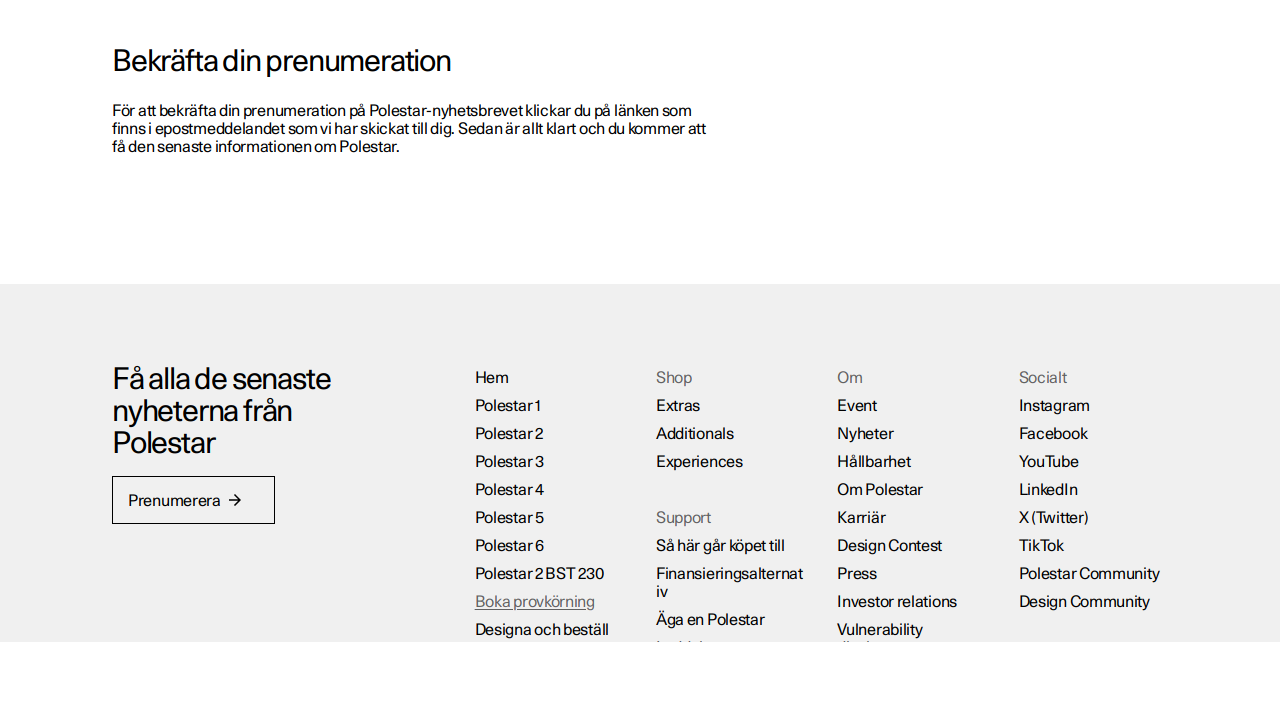 Bekräfta din prenumeration
För att bekräfta din prenumeration på Polestar-nyhetsbrevet klickar du på länken som
finns i epostmeddelandet som vi har skickat till dig. Sedan är allt klart och du kommer att
få den senaste informationen om Polestar.
Få alla de senaste
nyheterna från
Polestar
Prenumerera
Hem
Polestar 1
Polestar 2
Polestar 3
Polestar 4
Polestar 5
Polestar 6
Polestar 2 BST 230
Boka provkörning
Designa och beställ
Shop
Extras
Additionals
Experiences
Support
Så här går köpet till
Finansieringsalternat
iv
Äga en Polestar
Om
Event
Nyheter
Hållbarhet
Om Polestar
Karriär
Design Contest
Press
Investor relations
Vulnerability
Socialt
Instagram
Facebook
YouTube
LinkedIn
X (Twitter)
TikTok
Polestar Community
Design Community